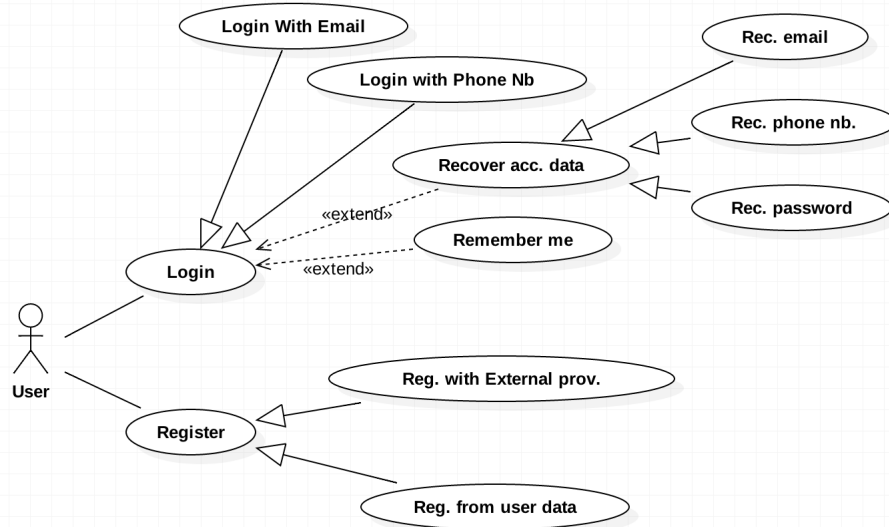 Login With Email
Rec. email
Login with Phone Nb
Rec. phone nb.
Recover acc. data
Rec. password
«extend»
Remember me
«extend»
Login
User
Reg. with External prov.
Register
Reg. from user data